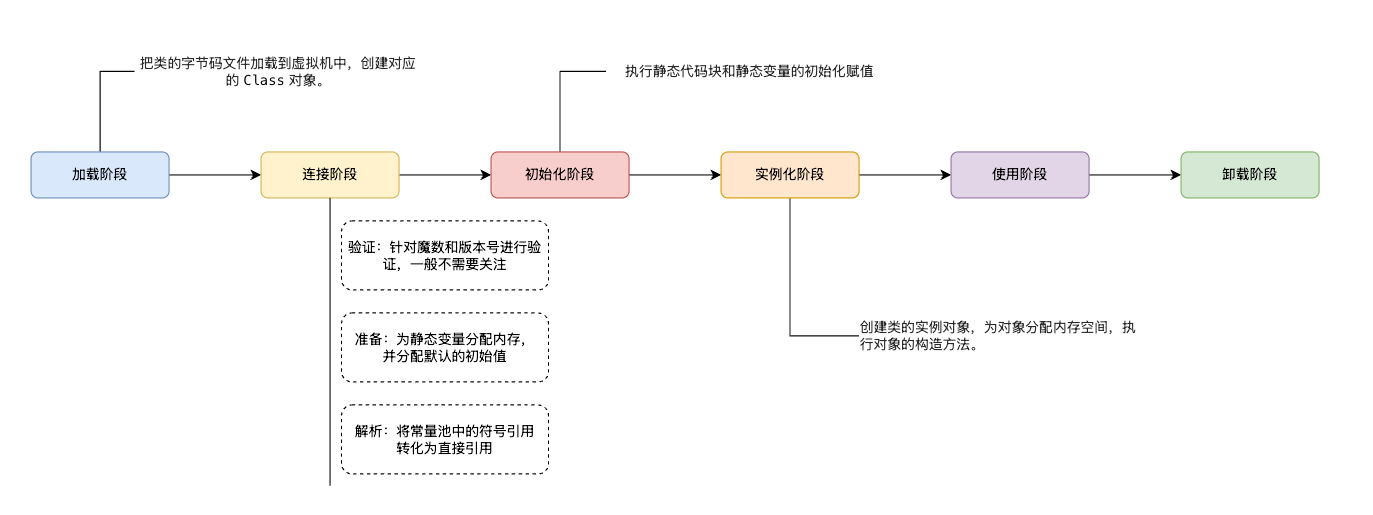 把类的字节码文件加载到虚拟机中，创建对应
的 Class 对象。
执行静态代码块和静态变量的初始化赋值
加载阶段
连接阶段
初始化阶段
实例化阶段
使用阶段
卸载阶段
验证：针对魔数和版本号进行验
证，一般不需要关注
准备：为静态变量分配内存，
并分配默认的初始值
解析：将常量池中的符号引用
转化为直接引用
创建类的实例对象，为对象分配内存空间，执
行对象的构造方法。